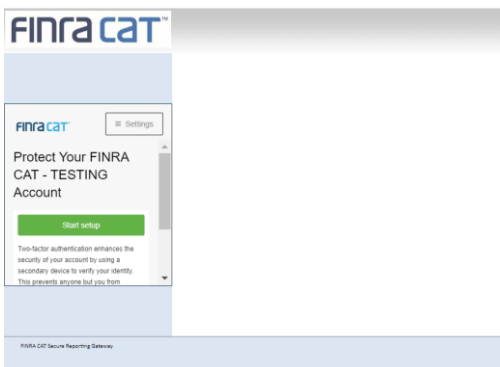 FINRA CAT™
FINRA CAT
≡ Settings
Protect Your FINRA
CAT - TESTING
Account
Start setup
Two-factor authentication enhances the
security of your account by using a
secondary device to verify your identity.
This prevents anyone but you from
FINRA CAT Secure Reporting Gateway